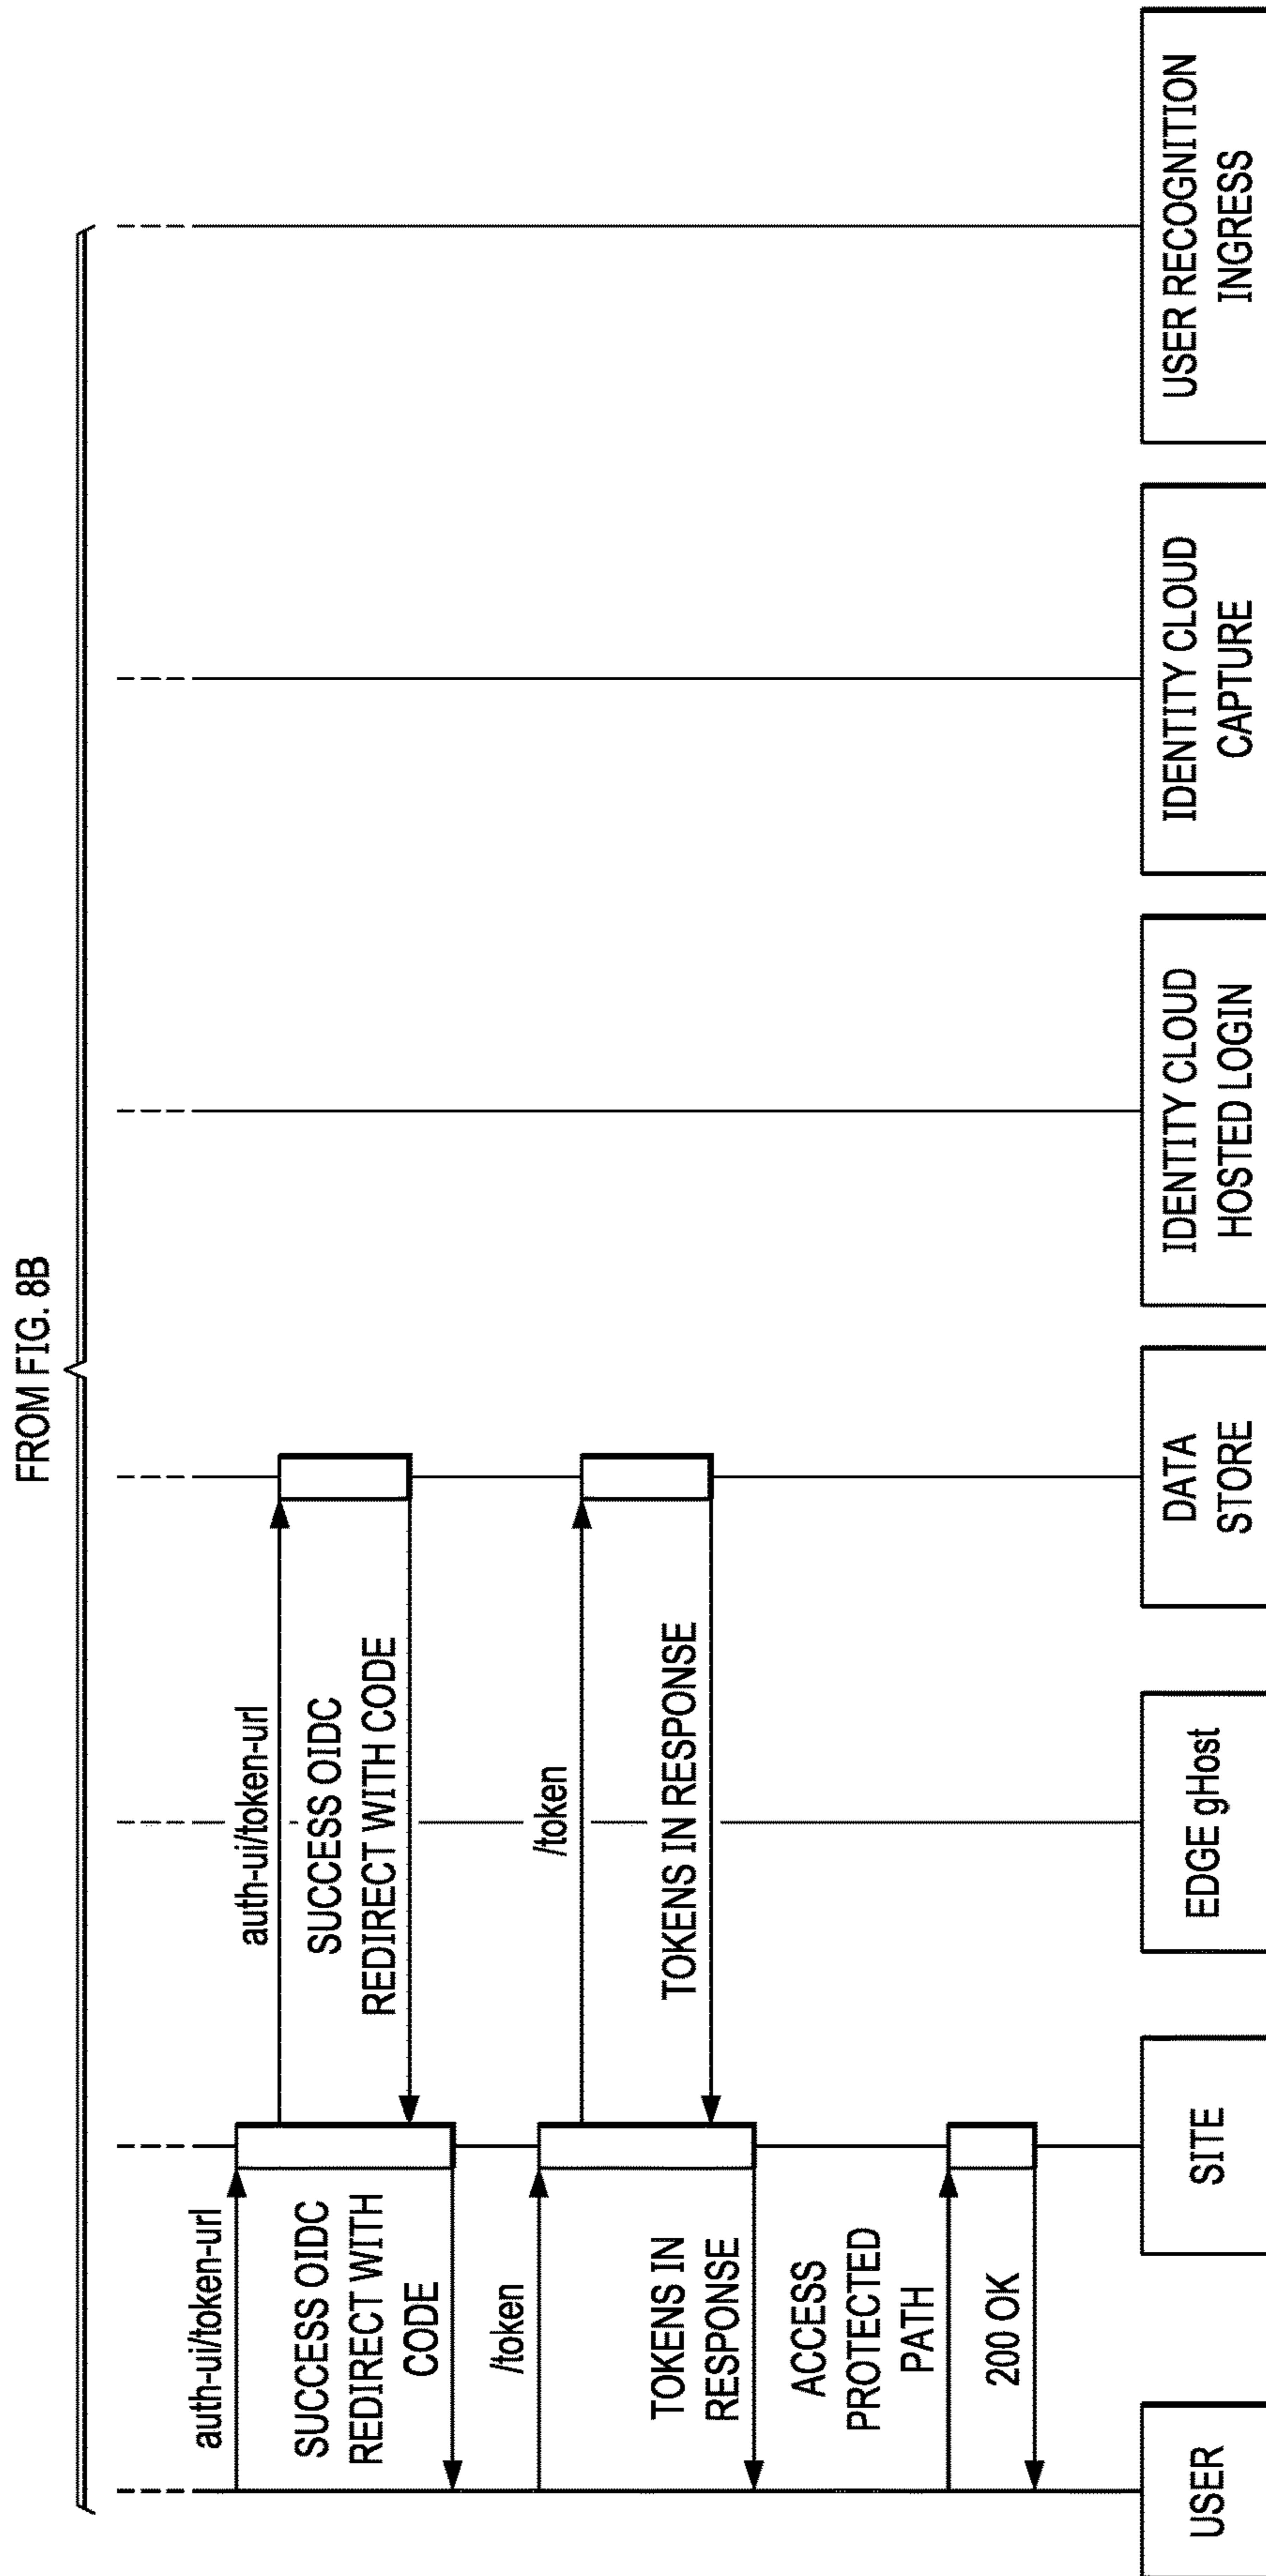 FROM FIG. 8B
auth-ui/token-url
auth-ui/token-url
SUCCESS OIDC
REDIRECT WITH
CODE
SUCCESS OIDC
REDIRECT WITH CODE
/token
/token
TOKENS IN
RESPONSE
TOKENS IN RESPONSE
ACCESS
PROTECTED
PATH
200 OK
USER
SITE
EDGE gHost
DATA
STORE
IDENTITY CLOUD
HOSTED LOGIN
IDENTITY CLOUD
CAPTURE
USER RECOGNITION
INGRESS